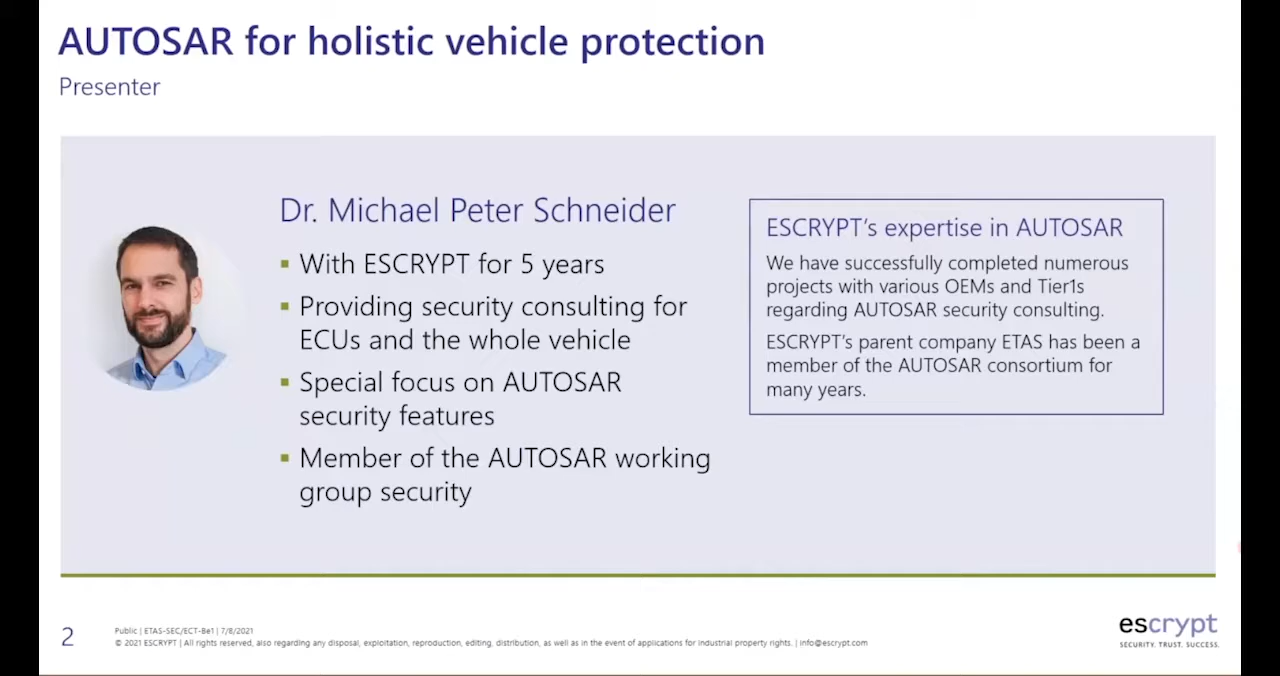 AUTOSAR for holistic vehicle protection
Presenter
Dr. Michael Peter Schneider
▪ With ESCRYPT for 5 years
▪ Providing security consulting for
ECUs and the whole vehicle
▪ Special focus on AUTOSAR
security features
▪ Member of the AUTOSAR working
group security
ESCRYPT's expertise in AUTOSAR
We have successfully completed numerous
projects with various OEMs and Tier1s
regarding AUTOSAR security consulting.
ESCRYPT's parent company ETAS has been a
member of the AUTOSAR consortium for
many years.
2
Public | ETAS-SEC/ECT-Be1 | 7/8/2021
© 2021 ESCRYPT | All rights reserved, also regarding any disposal, exploitation, reproduction, editing, distribution, as well as in the event of applications for industrial property rights. | info@escrypt.com
escrypt
SECURITY. TRUST. SUCCESS.